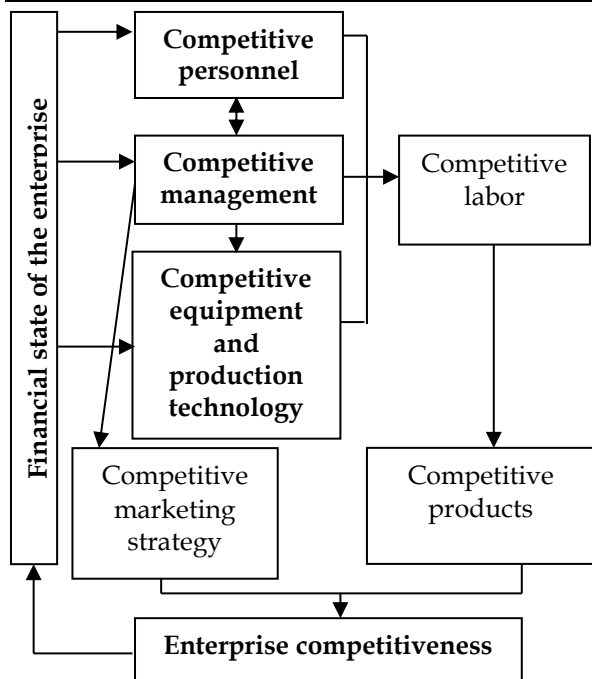 Financial state of the enterprise
Competitive
personnel
Competitive
management
Competitive
labor
Competitive
equipment
and
production
technology
Competitive
marketing
strategy
Competitive
products
Enterprise competitiveness